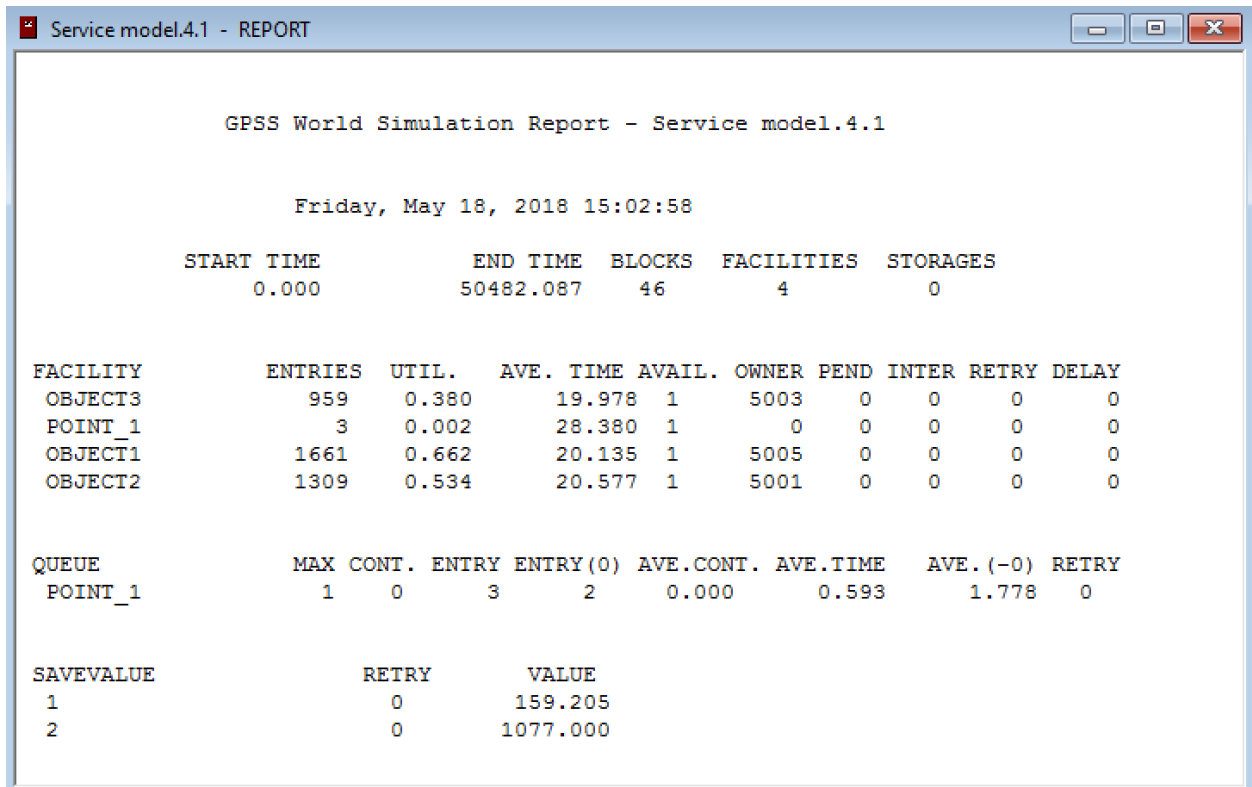 Service model.4.1 - REPORT
GPSS World Simulation Report - Service model.4.1
Friday, May 18, 2018 15:02:58
START TIME END TIME BLOCKS FACILITIES STORAGES
0.000 50482.087 46 4 0
FACILITY ENTRIES UTIL. AVE. TIME AVAIL. OWNER PEND INTER RETRY DELAY
OBJECT3 959 0.380 19.978 1 5003 0 0 0 0
POINT_1 3 0.002 28.380 1 0 0 0 0 0
OBJECT1 1661 0.662 20.135 1 5005 0 0 0 0
OBJECT2 1309 0.534 20.577 1 5001 0 0 0 0
QUEUE MAX CONT. ENTRY ENTRY(0) AVE.CONT. AVE.TIME AVE.(-0) RETRY
POINT_1 1 0 3 2 0.000 0.593 1.778 0
SAVEVALUE RETRY VALUE
1 0 159.205
2 0 1077.000